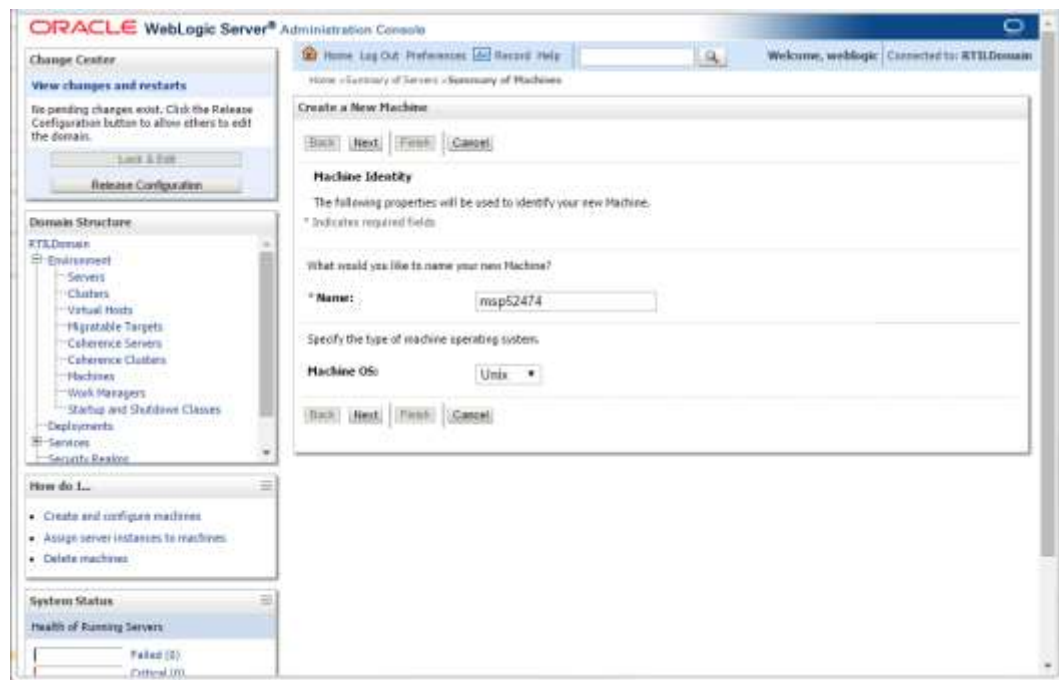 ORACLE WebLogic Server® Administration Console
Change Center
View changes and restarts
No pending changes exist. Click the Release
Configuration button to allow others to edit
the domain.
Lock & Edit
Release Configuration
Domain Structure
RTILDomain
Environment
Servers
Clusters
Virtual Hosts
Migratable Targets
Coherence Servers
Coherence Clusters
Machines
Work Managers
Startup and Shutdown Classes
Deployments
Services
Security Realms
How do I...
Create and configure machines
Assign server instances to machines
Delete machines
System Status
Health of Running Servers
Failed (0)
Critical (0)
Home Log Out Preferences Record Help
Welcome, weblogic
Connected to: RTILDomain
Home >Summary of Servers >Summary of Machines
Create a New Machine
Back Next Finish Cancel
Machine Identity
The following properties will be used to identify your new Machine.
* Indicates required fields
What would you like to name your new Machine?
* Name: msp52474
Specify the type of machine operating system.
Machine OS: Unix
Back Next Finish Cancel